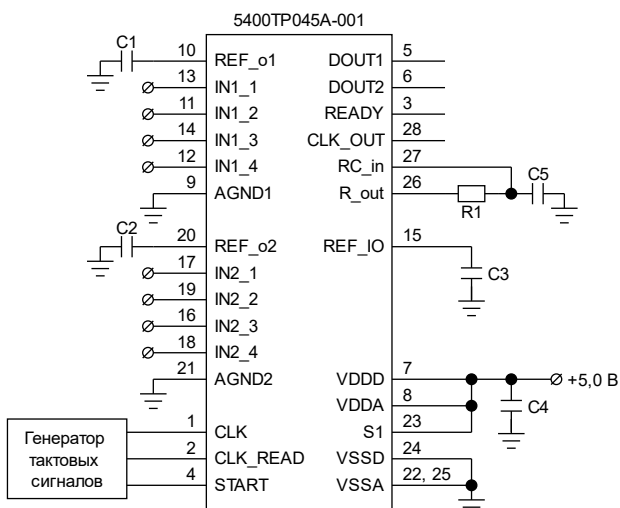 5400ТР045А-001
C1
10 REF_o1
13 IN1_1
11 IN1_2
14 IN1_3
12 IN1_4
9 AGND1
C2
20 REF_o2
17 IN2_1
19 IN2_2
16 IN2_3
18 IN2_4
21 AGND2
Генератор
тактовых
сигналов
1 CLK
2 CLK_READ
4 START
DOUT1 5
DOUT2 6
READY 3
CLK_OUT 28
RC_in 27
R_out 26
R1
C5
REF_IO 15
C3
VDDD 7
+5,0 В
VDDA 8
C4
S1 23
VSSD 24
VSSA 22, 25